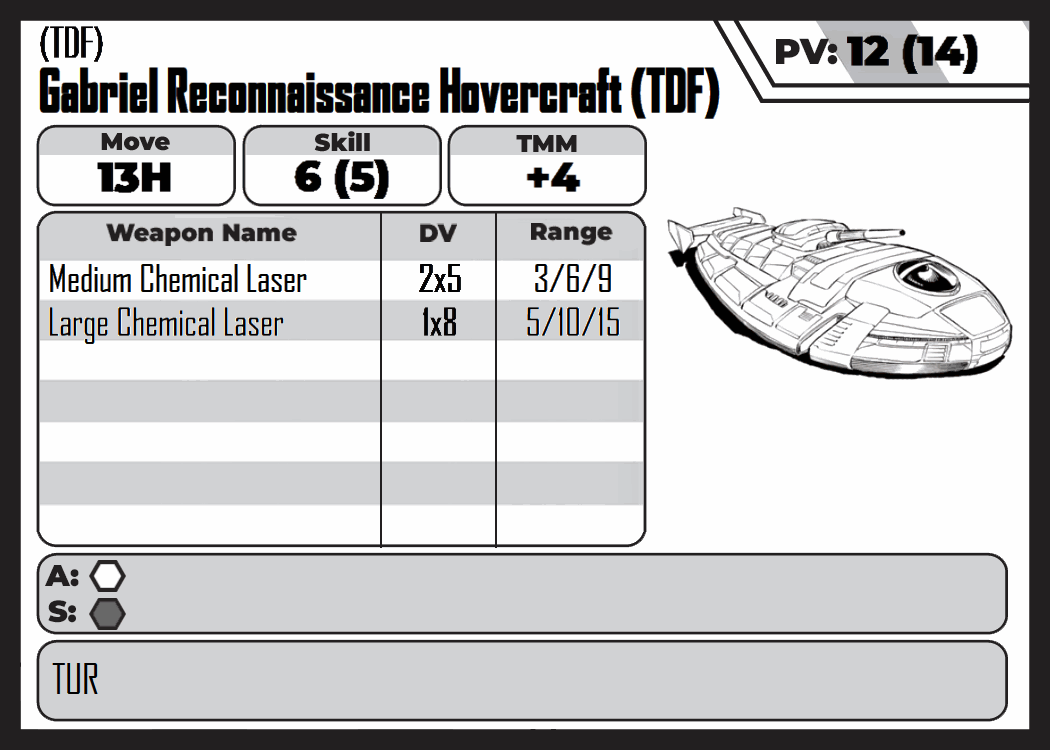 (TDF)
Gabriel Reconnaissance Hovercraft (TDF)
PV: 12 (14)
Move Skill TMM
13H 6 (5) +4
Weapon Name DV Range
Medium Chemical Laser 2x5 3/6/9
Large Chemical Laser 1x8 5/10/15
A:
S:
TUR